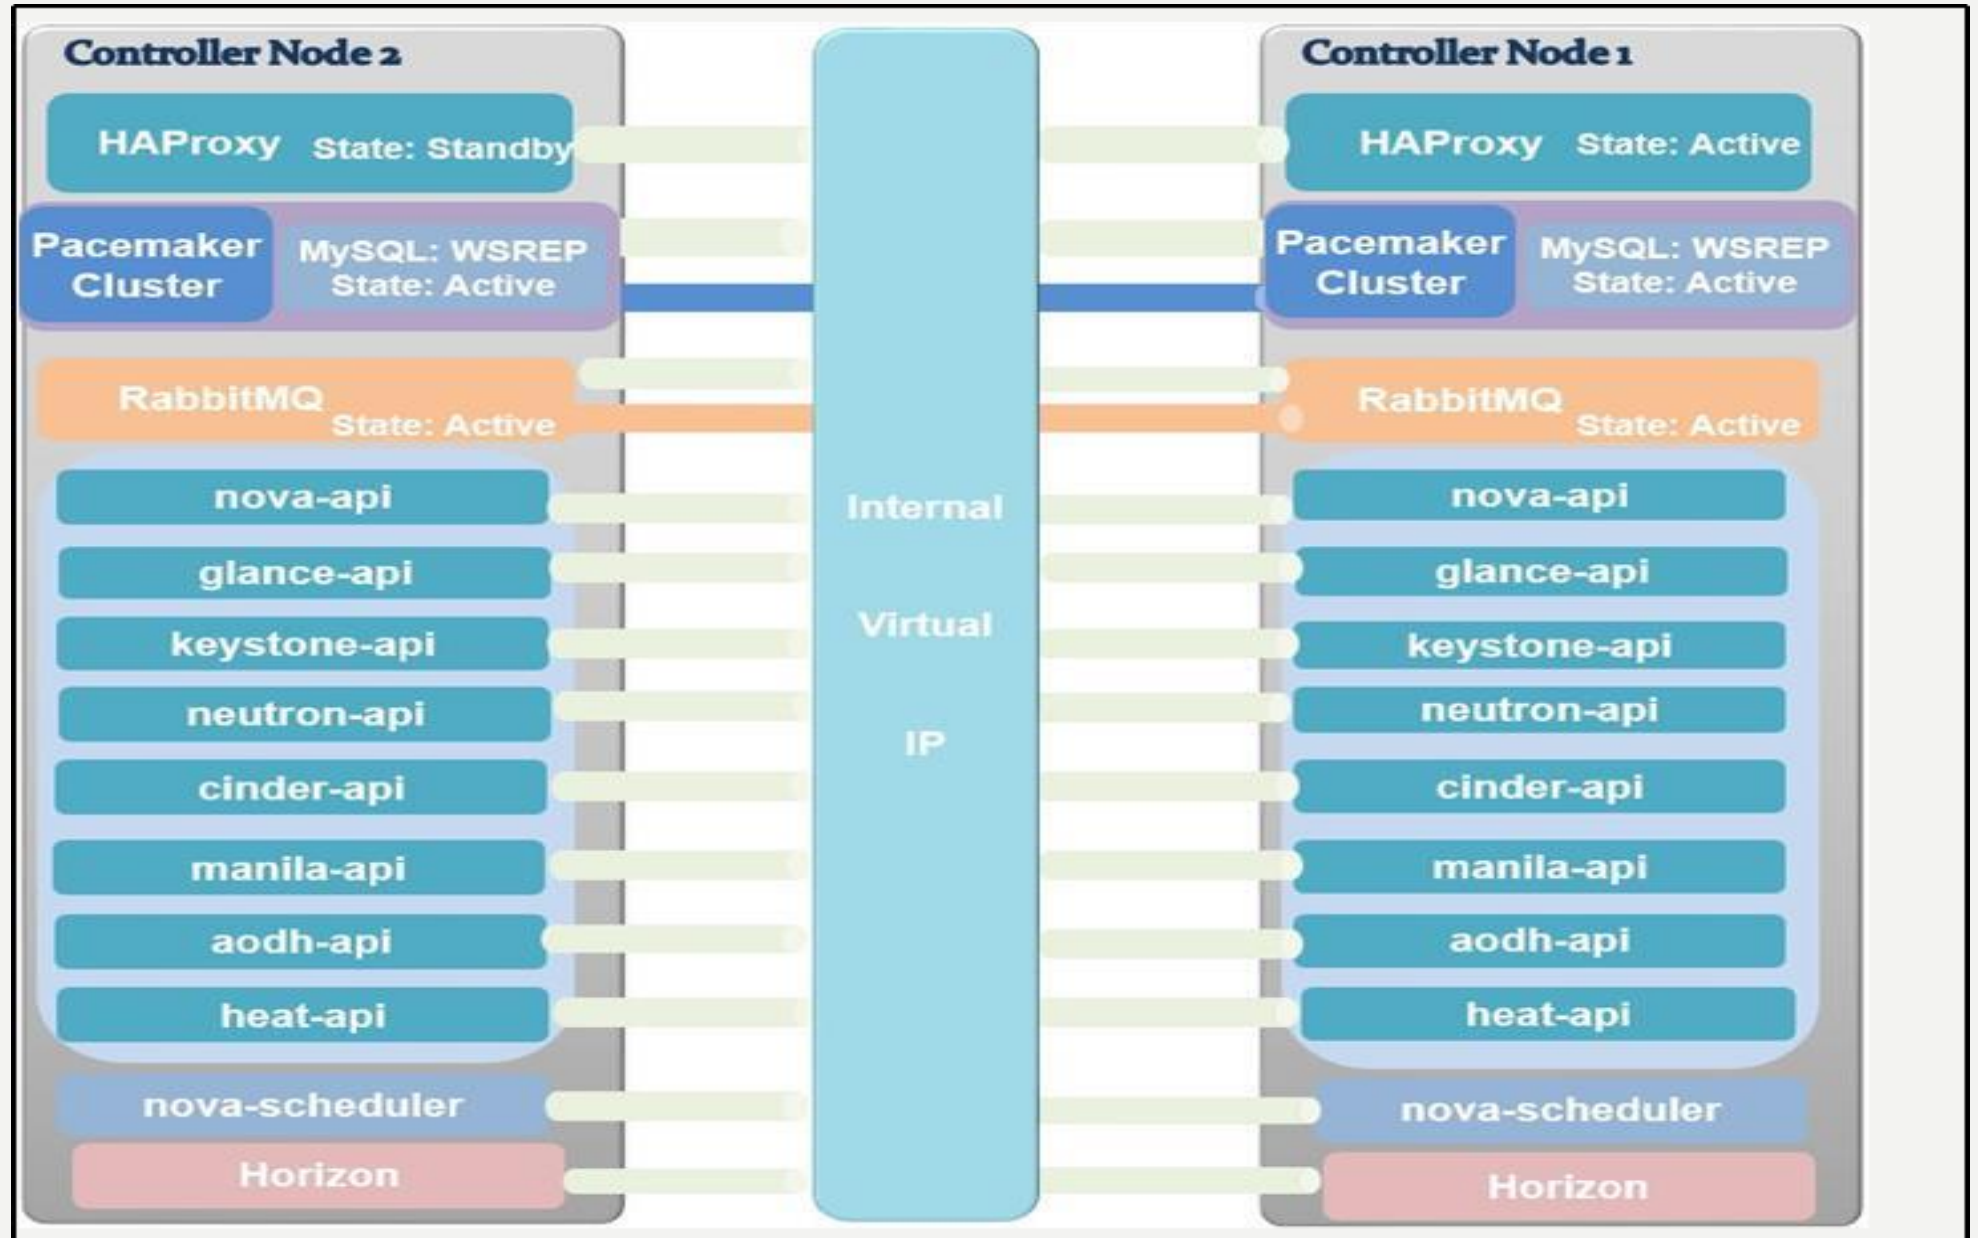 Controller Node 2
HAProxy State: Standby
Pacemaker
Cluster
MySQL: WSREP
State: Active
RabbitMQ
State: Active
nova-api
glance-api
keystone-api
neutron-api
cinder-api
manila-api
aodh-api
heat-api
nova-scheduler
Horizon
Internal
Virtual
IP
Controller Node 1
HAProxy State: Active
Pacemaker
Cluster
MySQL: WSREP
State: Active
RabbitMQ
State: Active
nova-api
glance-api
keystone-api
neutron-api
cinder-api
manila-api
aodh-api
heat-api
nova-scheduler
Horizon